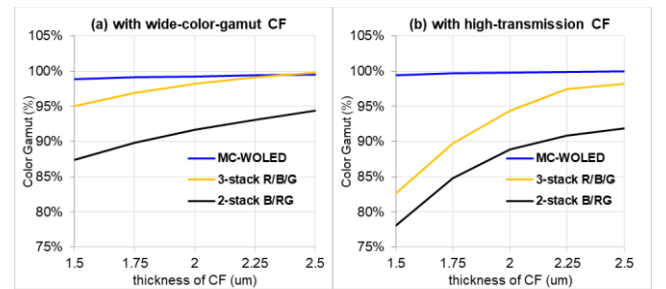 (a) with wide-color-gamut CF
105%
100%
95%
90%
85%
80%
75%
Color Gamut (%)
MC-WOLED
3-stack R/B/G
2-stack B/RG
1.5 1.75 2 2.25 2.5
thickness of CF (um)
(b) with high-transmission CF
105%
100%
95%
90%
85%
80%
75%
Color Gamut (%)
MC-WOLED
3-stack R/B/G
2-stack B/RG
1.5 1.75 2 2.25 2.5
thickness of CF (um)